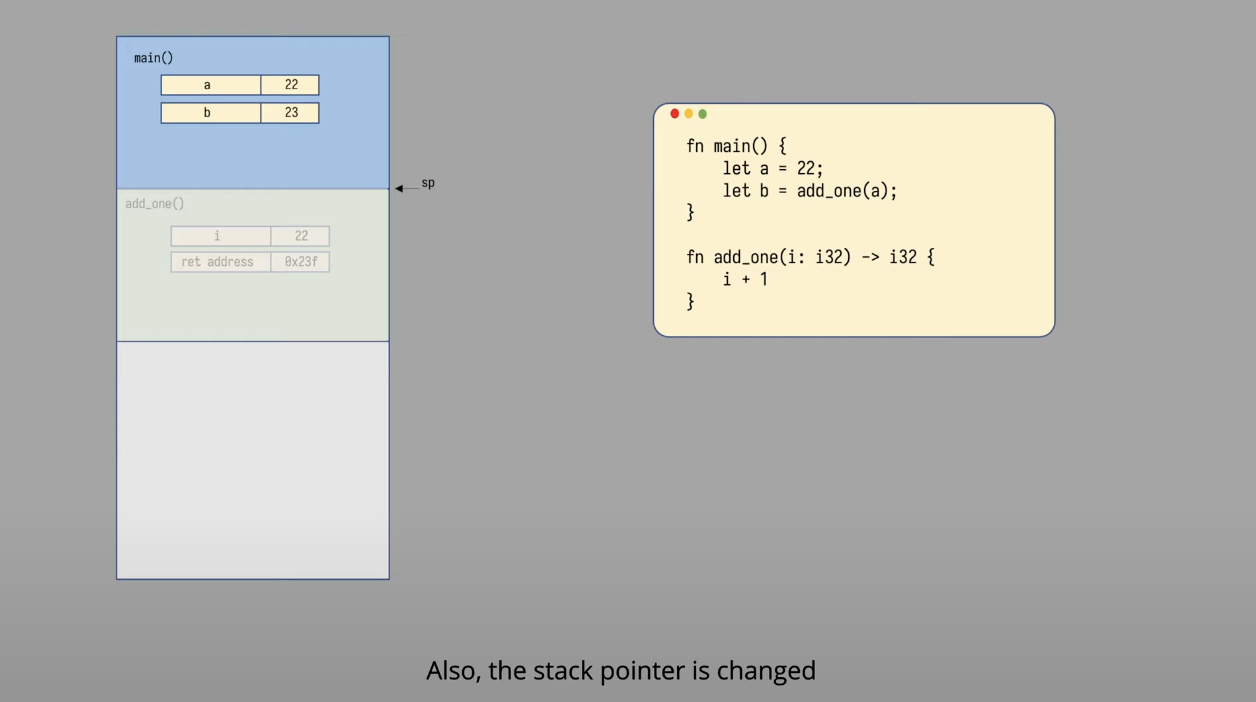 main()
a 22
b 23
sp
add_one()
i 22
ret address 0x23f
fn main() {
    let a = 22;
    let b = add_one(a);
}
fn add_one(i: i32) -> i32 {
    i + 1
}
Also, the stack pointer is changed